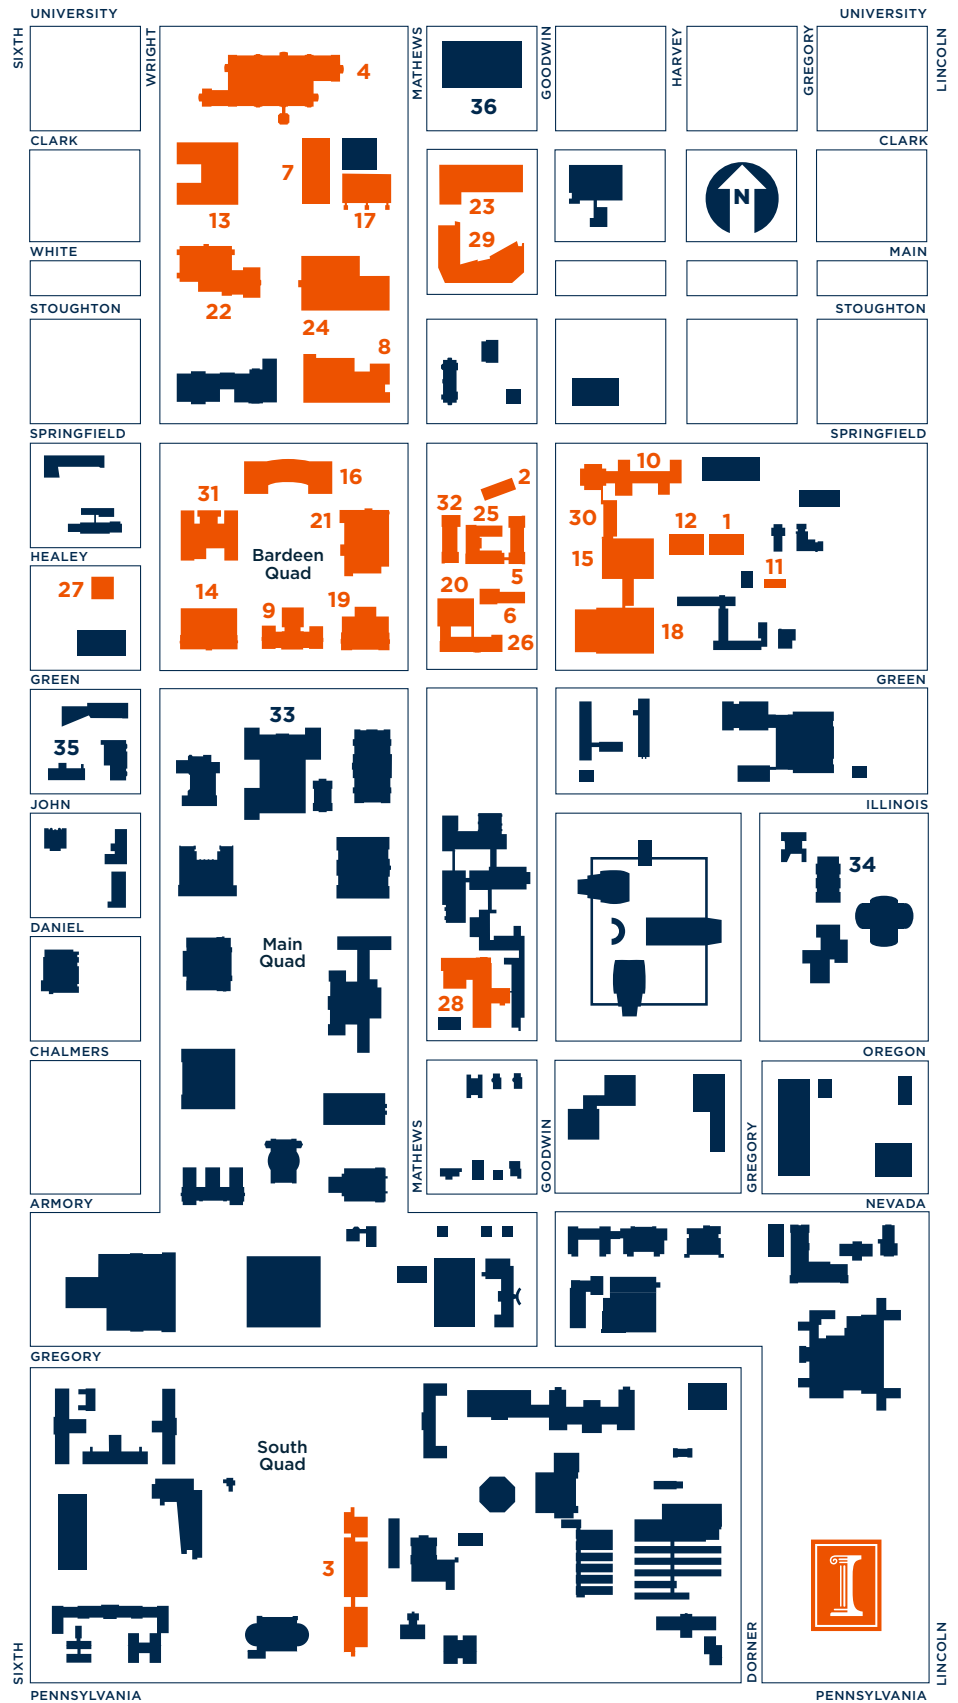 UNIVERSITY
UNIVERSITY
SIXTH
WRIGHT
MATHEWS
GOODWIN
HARVEY
GREGORY
LINCOLN
4
36
CLARK
CLARK
7
13
17
23
29
N
WHITE
MAIN
22
24
STOUGHTON
STOUGHTON
8
SPRINGFIELD
SPRINGFIELD
16
31
21
Bardeen
Quad
14
9
19
2
32
25
5
20
6
26
10
30
12
1
15
11
18
HEALEY
27
GREEN
GREEN
33
35
JOHN
ILLINOIS
34
DANIEL
Main
Quad
28
CHALMERS
OREGON
MATHEWS
GOODWIN
GREGORY
ARMORY
NEVADA
GREGORY
South
Quad
3
SIXTH
DORNER
LINCOLN
PENNSYLVANIA
PENNSYLVANIA